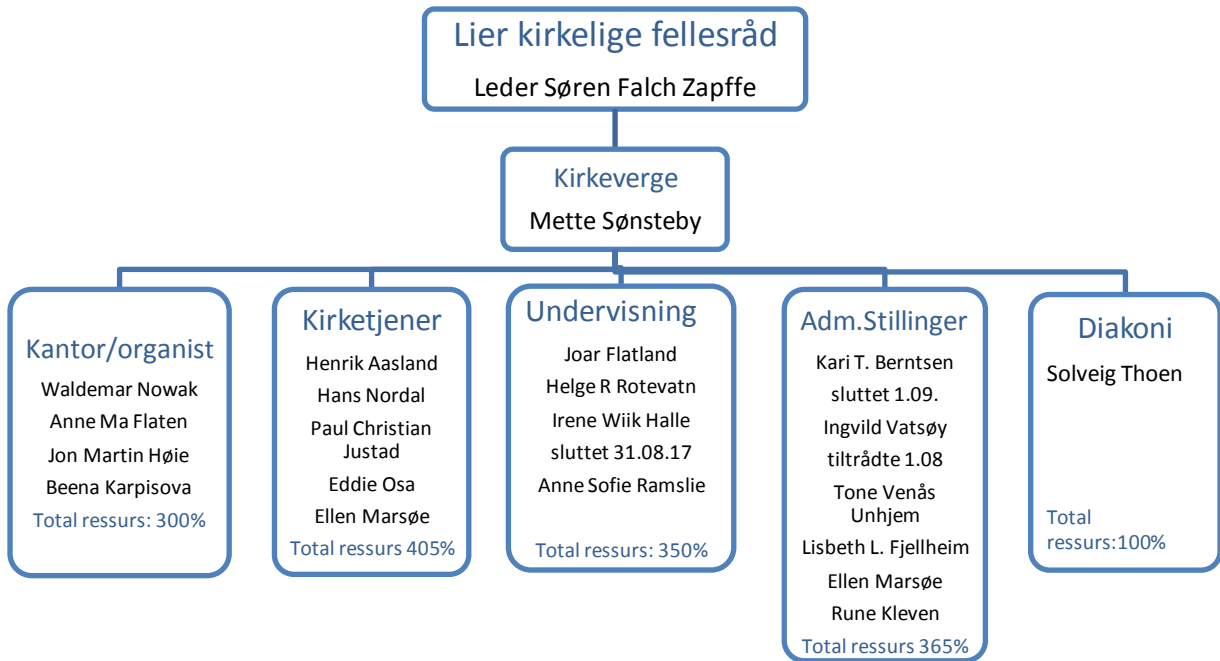 Lier kirkelige fellesråd
Leder Søren Falch Zapffe
Kirkeverge
Mette Sønsteby
Kantor/organist
Waldemar Nowak
Anne Ma Flaten
Jon Martin Høie
Beena Karpisova
Total ressurs: 300%
Kirketjener
Henrik Aasland
Hans Nordal
Paul Christian
Justad
Eddie Osa
Ellen Marsøe
Total ressurs 405%
Undervisning
Joar Flatland
Helge R Rotevatn
Irene Wiik Halle
sluttet 31.08.17
Anne Sofie Ramslie
Total ressurs: 350%
Adm.Stillinger
Kari T. Berntsen
sluttet 1.09.
Ingvild Vatsøy
tiltrådte 1.08
Tone Venås
Unhjem
Lisbeth L. Fjellheim
Ellen Marsøe
Rune Kleven
Total ressurs 365%
Diakoni
Solveig Thoen
Total
ressurs:100%